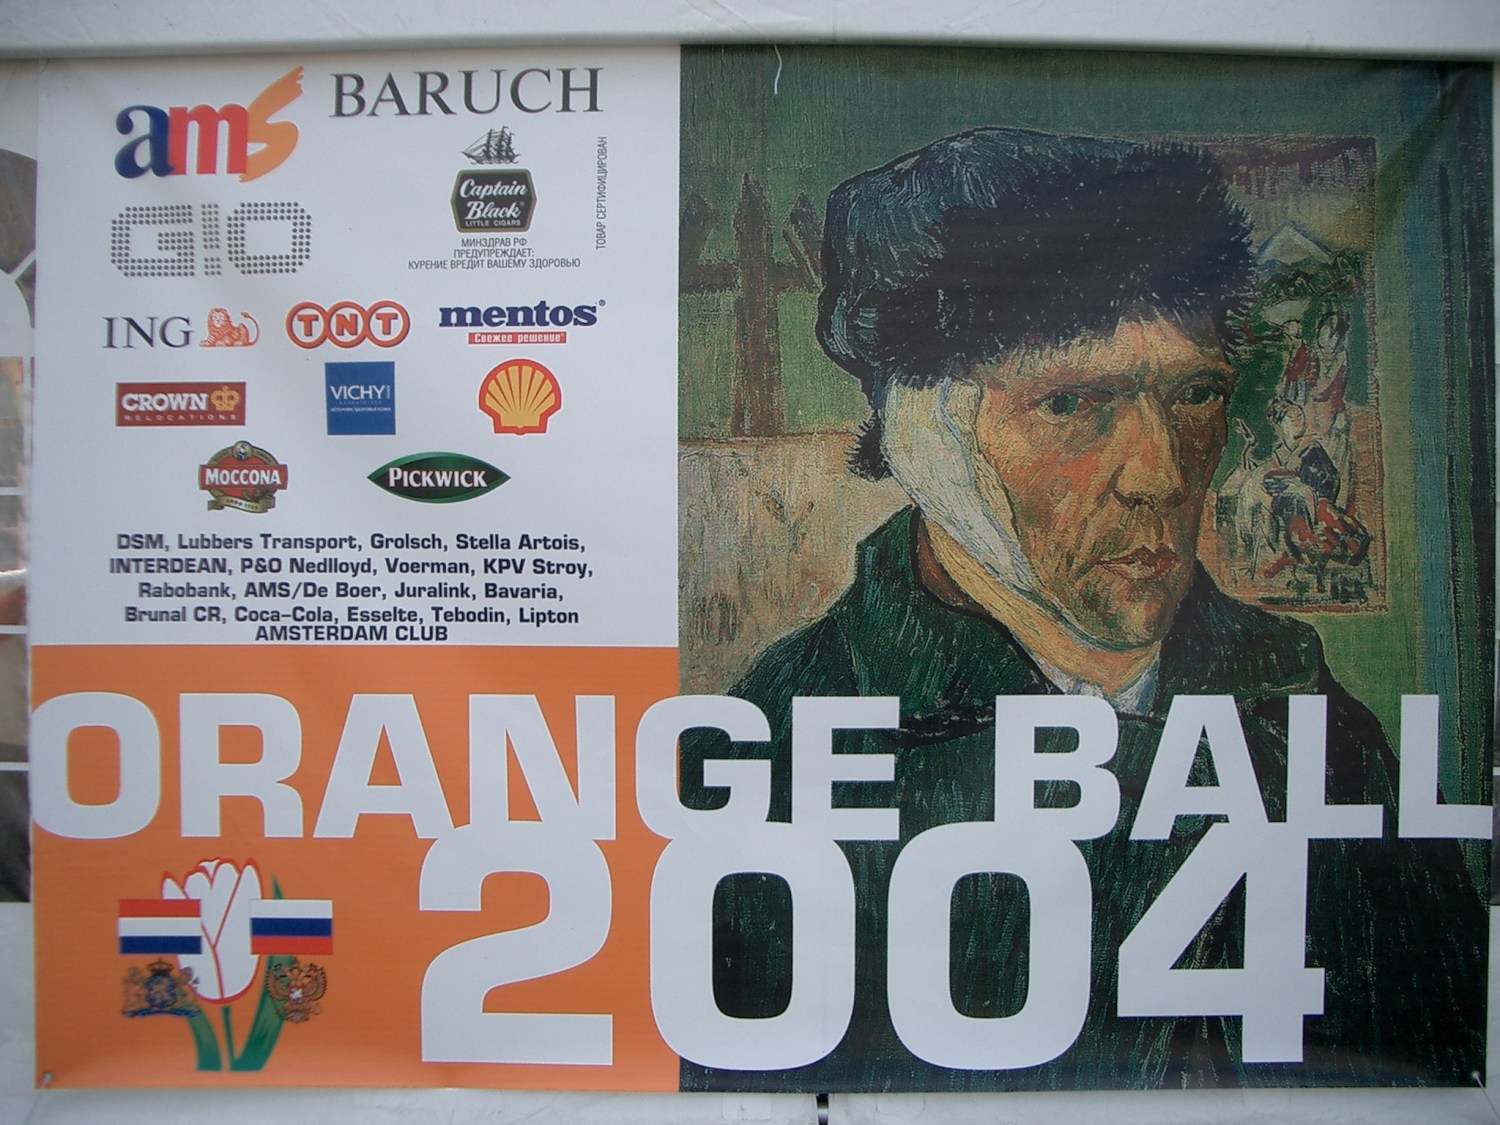 ams
BARUCH
Captain
Black
LITTLE CIGARS
ТОВАР СЕРТИФИЦИРОВАН
МИНЗДРАВ РФ
ПРЕДУПРЕЖДАЕТ:
КУРЕНИЕ ВРЕДИТ ВАШЕМУ ЗДОРОВЬЮ
G!O
ING
TNT
mentos®
Свежее решение®
CROWN
RELOCATIONS
VICHY
MOCCONA
PICKWICK
DSM, Lubbers Transport, Grolsch, Stella Artois,
INTERDEAN, P&O Nedlloyd, Voerman, KPV Stroy,
Rabobank, AMS/De Boer, Juralink, Bavaria,
Brunal CR, Coca-Cola, Esselte, Tebodin, Lipton
AMSTERDAM CLUB
ORANGE BALL
2004